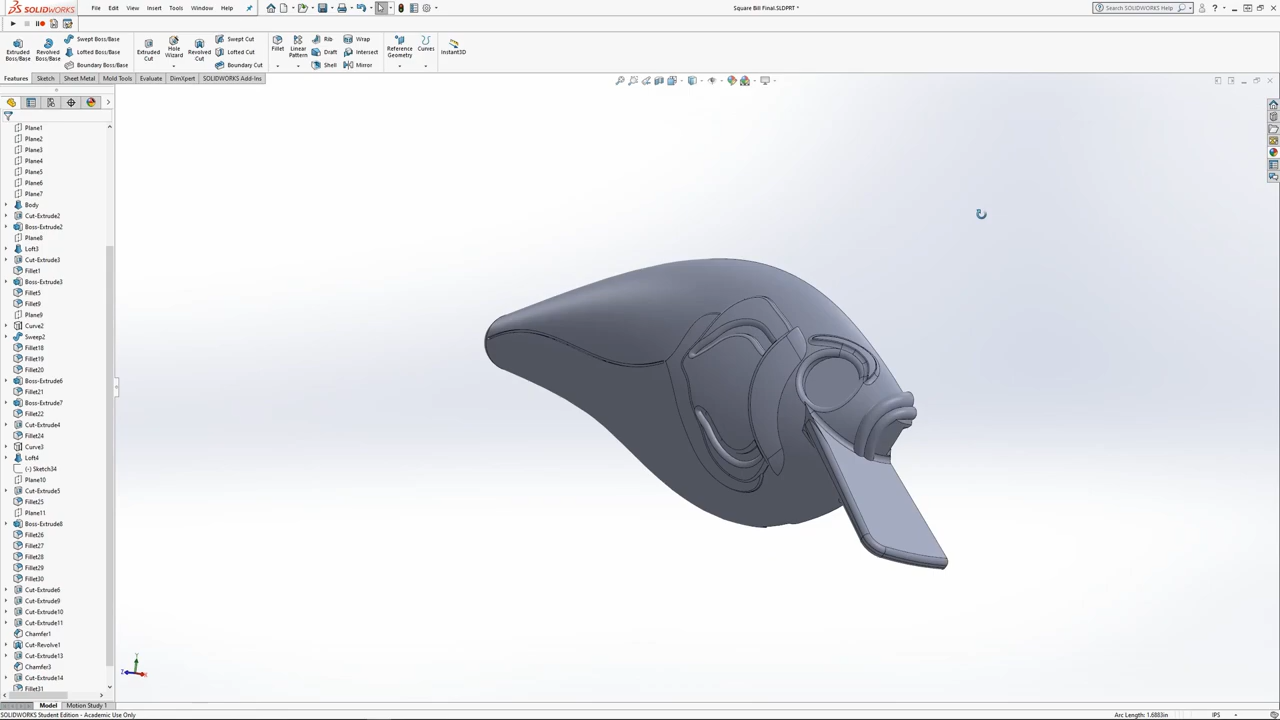 SOLIDWORKS File Edit View Insert Tools Window Help Square Bill Final.SLDPRT * Search SOLIDWORKS Help
Extruded Boss/Base Revolved Boss/Base Swept Boss/Base Lofted Boss/Base Boundary Boss/Base Extruded Cut Hole Wizard Revolved Cut Swept Cut Lofted Cut Boundary Cut Fillet Linear Pattern Rib Draft Shell Wrap Intersect Mirror Reference Geometry Curves Instant3D
Features Sketch Sheet Metal Mold Tools Evaluate DimXpert SOLIDWORKS Add-Ins
Plane1
Plane2
Plane3
Plane4
Plane5
Plane6
Plane7
Body
Cut-Extrude2
Boss-Extrude2
Plane8
Loft3
Cut-Extrude3
Fillet1
Boss-Extrude3
Fillet5
Fillet9
Plane9
Curve2
Sweep2
Fillet18
Fillet19
Fillet20
Boss-Extrude6
Fillet21
Boss-Extrude7
Fillet22
Cut-Extrude4
Fillet24
Curve3
Loft4
(-) Sketch34
Plane10
Cut-Extrude5
Fillet25
Plane11
Boss-Extrude8
Fillet26
Fillet27
Fillet28
Fillet29
Fillet30
Cut-Extrude6
Cut-Extrude9
Cut-Extrude10
Cut-Extrude11
Chamfer1
Cut-Revolve1
Cut-Extrude13
Chamfer3
Cut-Extrude14
Fillet31
Y
Z X
Model Motion Study 1
SOLIDWORKS Student Edition - Academic Use Only Arc Length: 1.6883in IPS